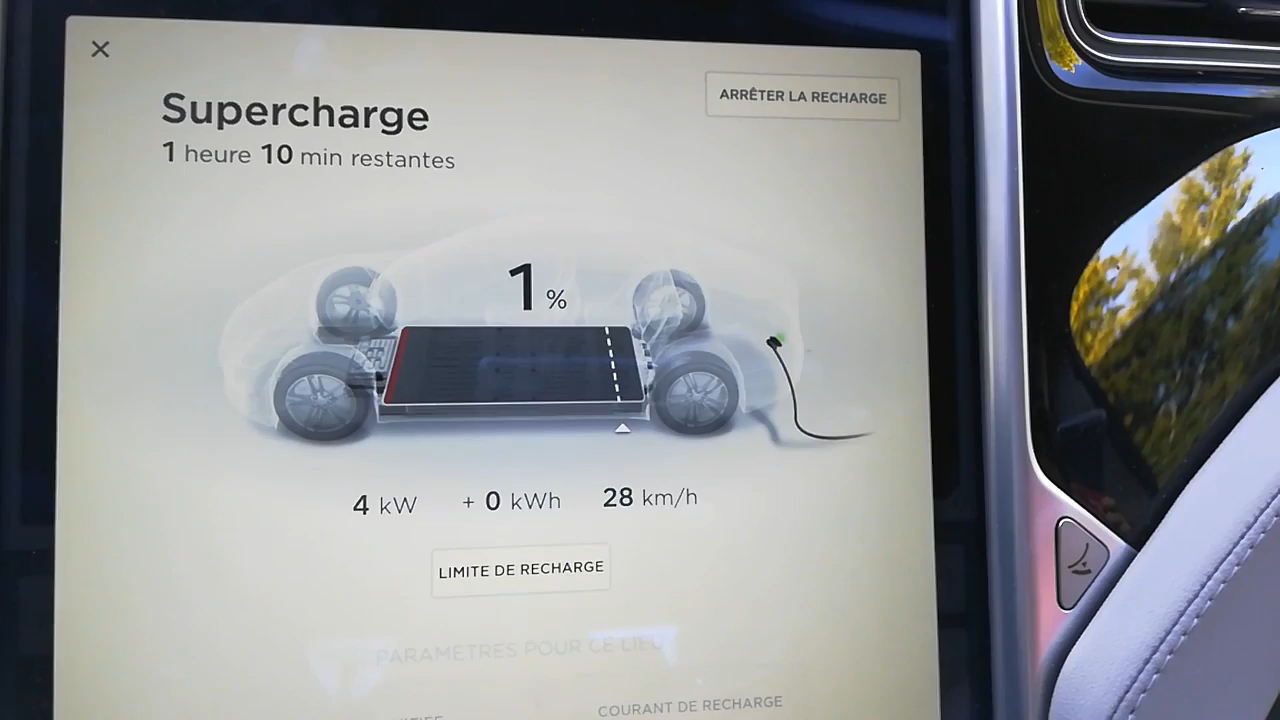 ARRÊTER LA RECHARGE
Supercharge
1 heure 10 min restantes
1 %
4 kW + 0 kWh 28 km/h
LIMITE DE RECHARGE
PARAMETRES POUR CE LIEU
COURANT DE RECHARGE